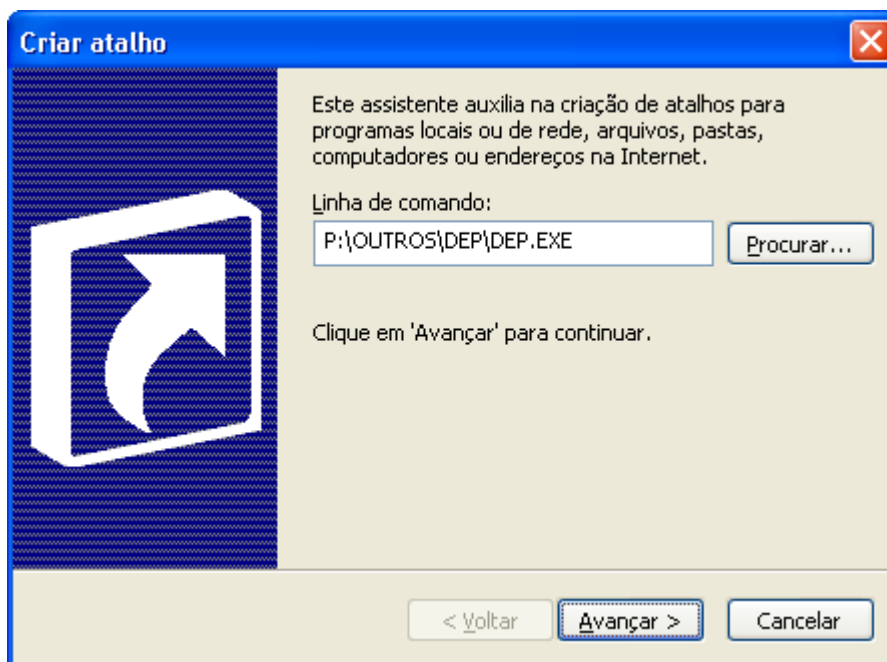 Criar atalho
Este assistente auxilia na criação de atalhos para
programas locais ou de rede, arquivos, pastas,
computadores ou endereços na Internet.
Linha de comando:
P:\OUTROS\DEP\DEP.EXE
Procurar...
Clique em 'Avançar' para continuar.
< Voltar
Avançar >
Cancelar